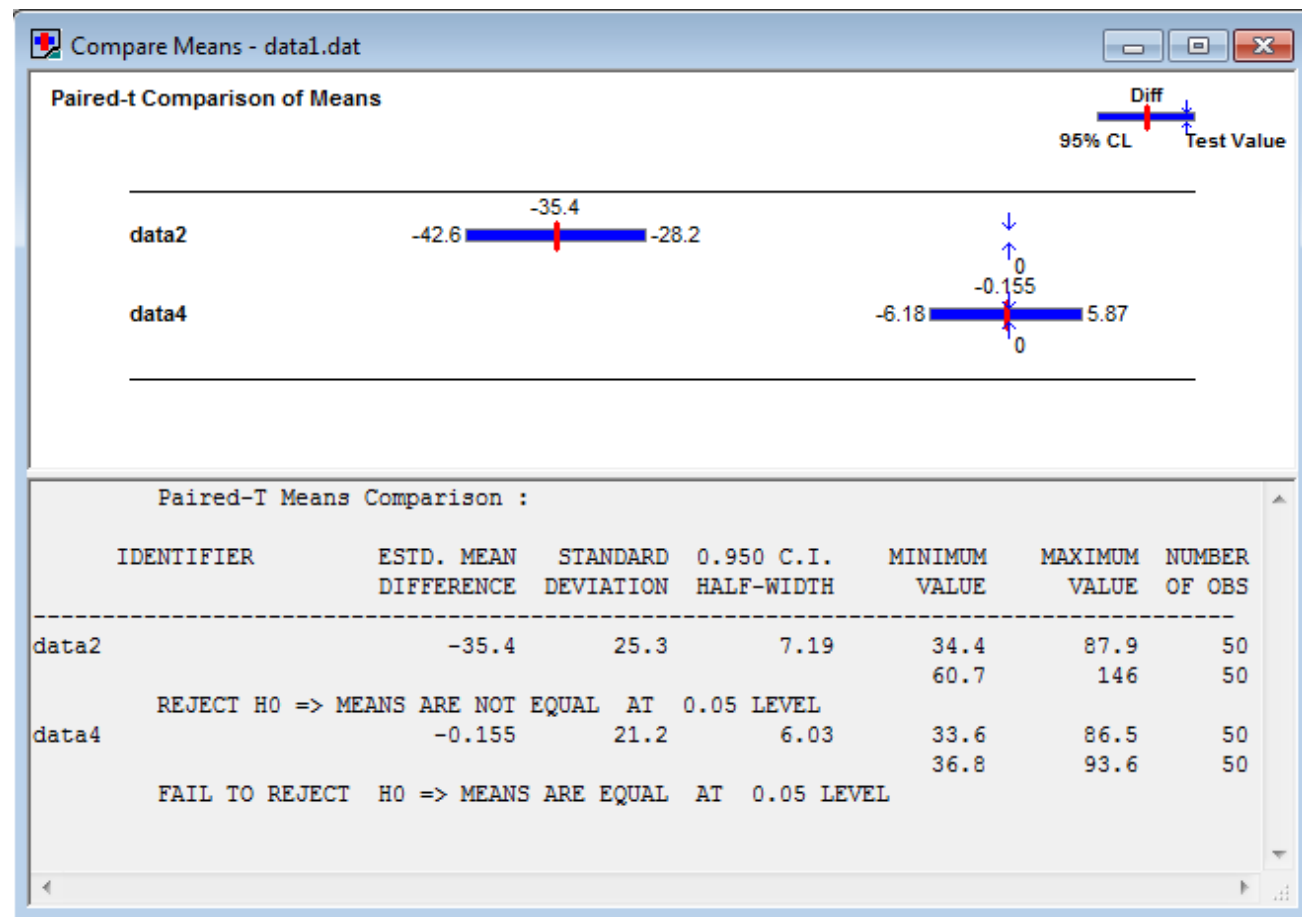 Compare Means - data1.dat
Paired-t Comparison of Means
Diff
95% CL Test Value
-35.4
data2 -42.6 -28.2
0
-0.155
data4 -6.18 5.87
0
Paired-T Means Comparison :
IDENTIFIER ESTD. MEAN STANDARD 0.950 C.I. MINIMUM MAXIMUM NUMBER
DIFFERENCE DEVIATION HALF-WIDTH VALUE VALUE OF OBS
--------------------------------------------------------------------------------
data2 -35.4 25.3 7.19 34.4 87.9 50
60.7 146 50
REJECT H0 => MEANS ARE NOT EQUAL AT 0.05 LEVEL
data4 -0.155 21.2 6.03 33.6 86.5 50
36.8 93.6 50
FAIL TO REJECT H0 => MEANS ARE EQUAL AT 0.05 LEVEL